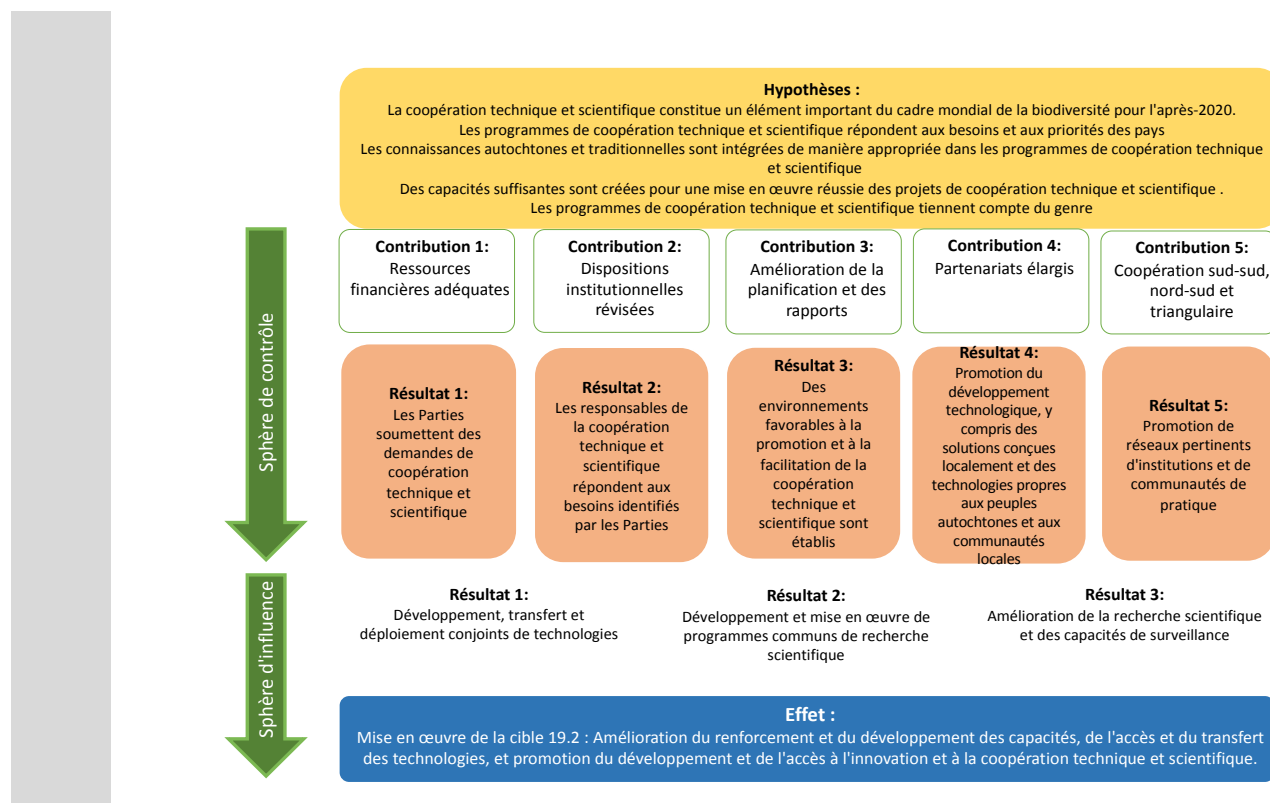 Hypothèses :
La coopération technique et scientifique constitue un élément important du cadre mondial de la biodiversité pour l'après-2020.
Les programmes de coopération technique et scientifique répondent aux besoins et aux priorités des pays
Les connaissances autochtones et traditionnelles sont intégrées de manière appropriée dans les programmes de coopération technique
et scientifique
Des capacités suffisantes sont créées pour une mise en œuvre réussie des projets de coopération technique et scientifique .
Les programmes de coopération technique et scientifique tiennent compte du genre
Sphère de contrôle
Contribution 1:
Ressources
financières adéquates
Contribution 2:
Dispositions
institutionnelles
révisées
Contribution 3:
Amélioration de la
planification et des
rapports
Contribution 4:
Partenariats élargis
Contribution 5:
Coopération sud-sud,
nord-sud et
triangulaire
Résultat 1:
Les Parties
soumettent des
demandes de
coopération
technique et
scientifique
Résultat 2:
Les responsables de
la coopération
technique et
scientifique
répondent aux
besoins identifiés
par les Parties
Résultat 3:
Des
environnements
favorables à la
promotion et à la
facilitation de la
coopération
technique et
scientifique sont
établis
Résultat 4:
Promotion du
développement
technologique, y
compris des
solutions conçues
localement et des
technologies propres
aux peuples
autochtones et aux
communautés
locales
Résultat 5:
Promotion de
réseaux pertinents
d'institutions et de
communautés de
pratique
Sphère d'influence
Résultat 1:
Développement, transfert et
déploiement conjoints de technologies
Résultat 2:
Développement et mise en œuvre de
programmes communs de recherche
scientifique
Résultat 3:
Amélioration de la recherche scientifique
et des capacités de surveillance
Effet :
Mise en œuvre de la cible 19.2 : Amélioration du renforcement et du développement des capacités, de l'accès et du transfert
des technologies, et promotion du développement et de l'accès à l'innovation et à la coopération technique et scientifique.